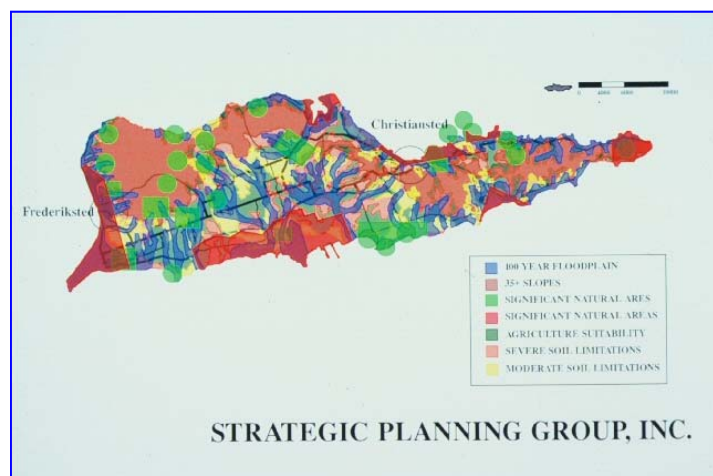 Christiansted
Frederiksted
100 YEAR FLOODPLAIN
35+ SLOPES
SIGNIFICANT NATURAL ARES
SIGNIFICANT NATURAL AREAS
AGRICULTURE SUITABILITY
SEVERE SOIL LIMITATIONS
MODERATE SOIL LIMITATIONS
STRATEGIC PLANNING GROUP, INC.